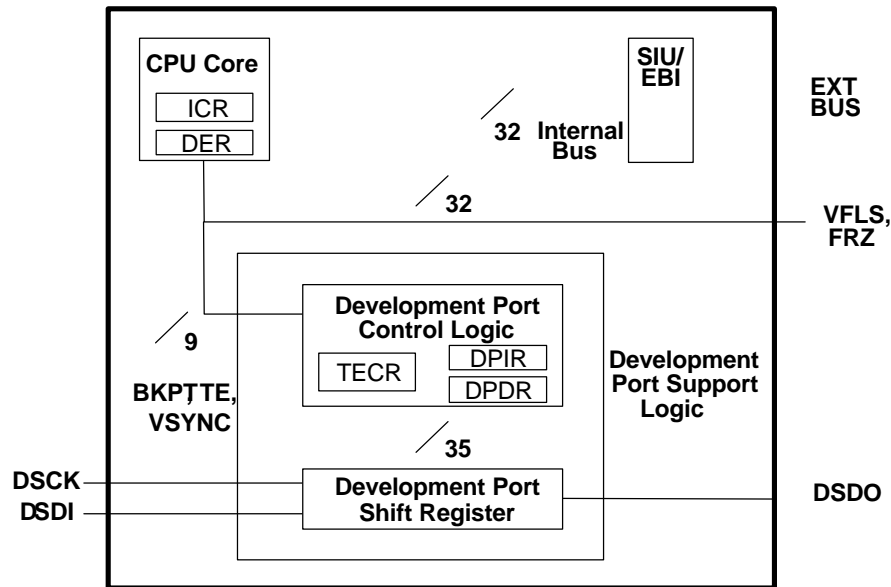 CPU Core
ICR
DER
SIU/
EBI
EXT
BUS
32
Internal
Bus
32
VFLS,
FRZ
Development Port
Control Logic
TECR
DPIR
DPDR
9
BKPT, TE,
VSYNC
Development
Port Support
Logic
35
DSCK
DSDI
Development Port
Shift Register
DSDO